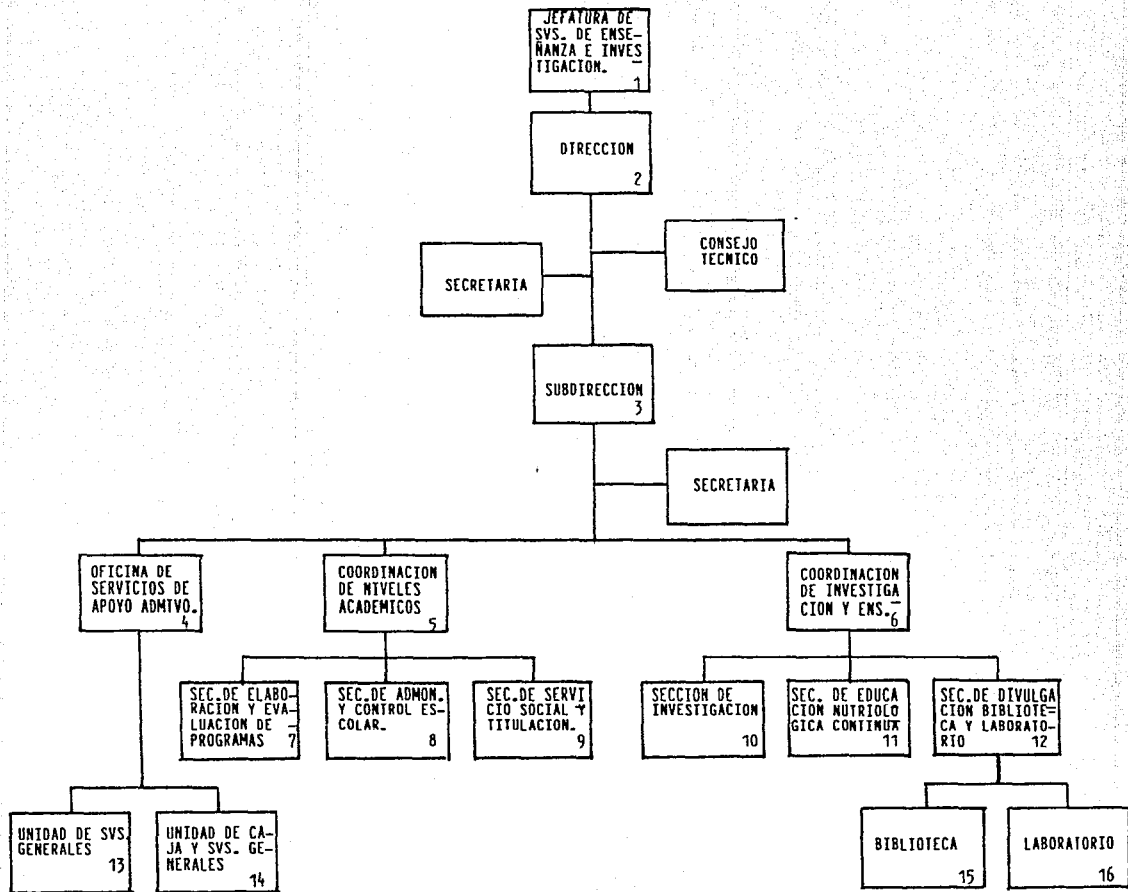 JEFATURA DE
SVS. DE ENSE-
ÑANZA E INVES
TIGACION.
1
DIRECCION
2
CONSEJO
TECNICO
SECRETARIA
SUBDIRECCION
3
SECRETARIA
OFICINA DE
SERVICIOS DE
APOYO ADMTVO.
4
COORDINACION
DE NIVELES
ACADEMICOS
5
COORDINACION
DE INVESTIGA
CION Y ENS.
6
SEC.DE ELABO-
RACION Y EVA-
LUACION DE
PROGRAMAS 7
SEC.DE ADMON.
Y CONTROL ES-
COLAR.
8
SEC.DE SERVI
CIO SOCIAL Y
TITULACION.
9
SECCION DE
INVESTIGACION
10
SEC. DE EDUCA
CION NUTRIOLO
GICA CONTINUA
11
SEC.DE DIVULGA
CION BIBLIOTE=
CA Y LABORATO-
RIO 12
UNIDAD DE SVS.
GENERALES
13
UNIDAD DE CA-
JA Y SVS. GE-
NERALES
14
BIBLIOTECA
15
LABORATORIO
16